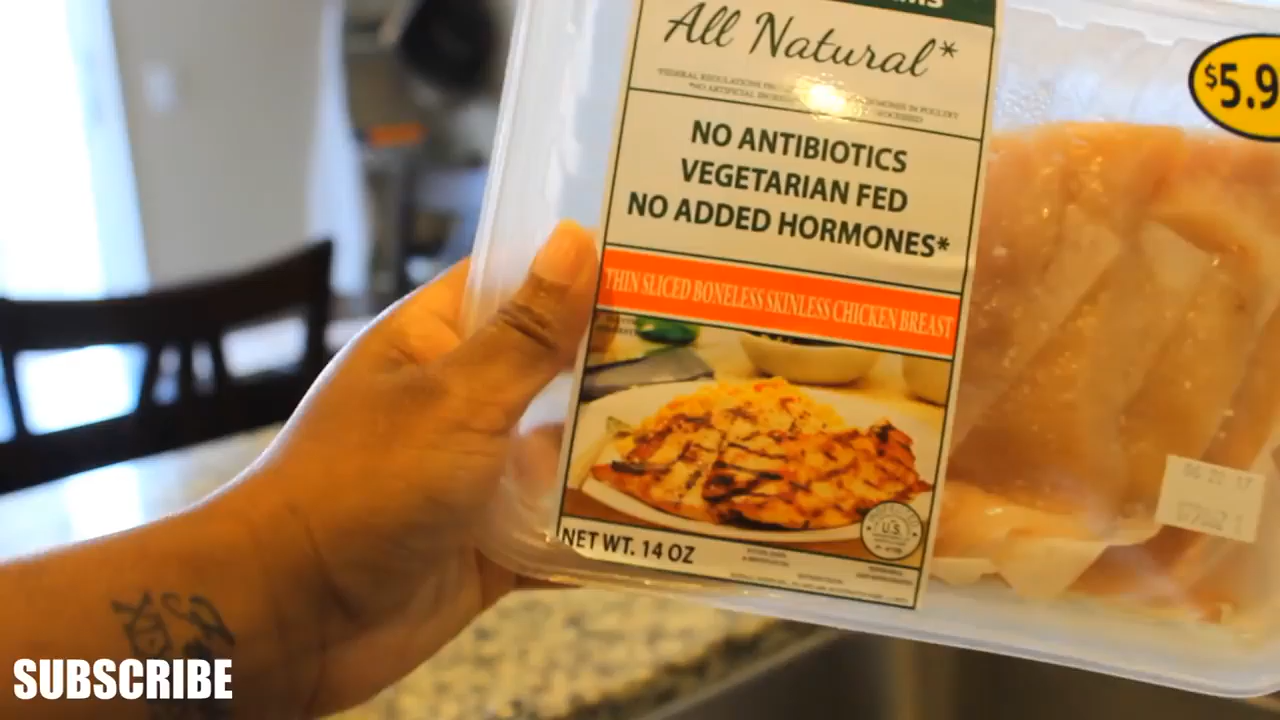 All Natural*
NO ANTIBIOTICS
VEGETARIAN FED
NO ADDED HORMONES*
THIN SLICED BONELESS SKINLESS CHICKEN BREAST
U.S.
NET WT. 14 OZ
$5.9
SUBSCRIBE